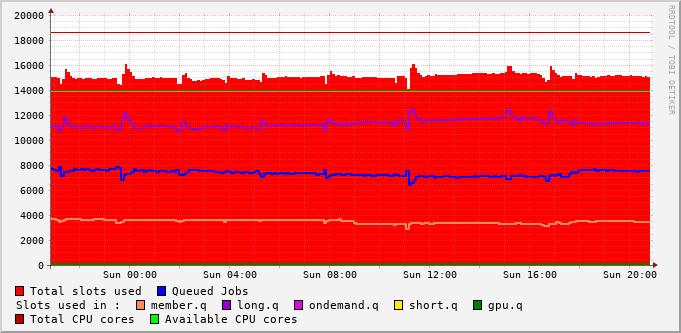 RRDTOOL / TOBI OETIKER
20000
18000
16000
14000
12000
10000
8000
6000
4000
2000
0
Sun 00:00 Sun 04:00 Sun 08:00 Sun 12:00 Sun 16:00 Sun 20:00
Total slots used Queued Jobs
Slots used in : member.q long.q ondemand.q short.q gpu.q
Total CPU cores Available CPU cores